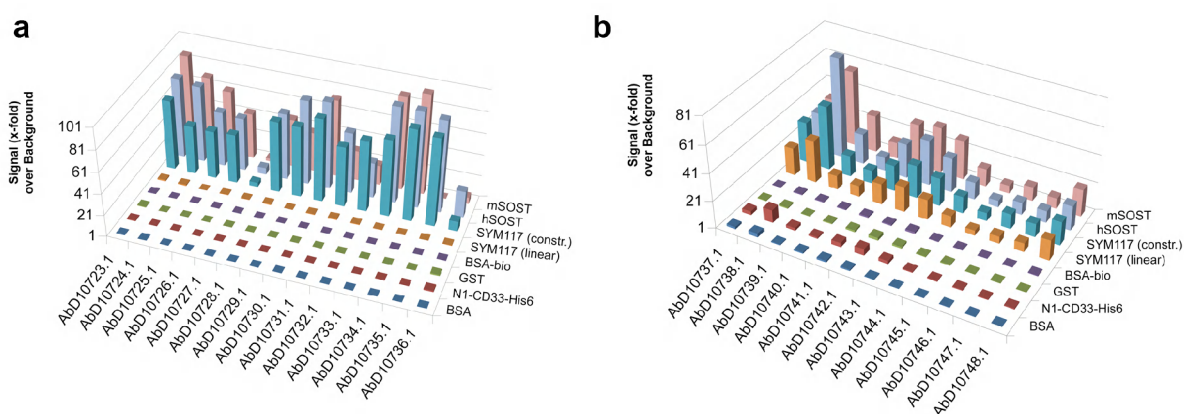 a
Signal (x-fold)
over Background
101
81
61
41
21
1
mSOST
hSOST
SYM117 (constr.)
SYM117 (linear)
BSA-bio
GST
N1-CD33-His6
BSA
AbD10723.1
AbD10724.1
AbD10725.1
AbD10726.1
AbD10727.1
AbD10728.1
AbD10729.1
AbD10730.1
AbD10731.1
AbD10732.1
AbD10733.1
AbD10734.1
AbD10735.1
AbD10736.1
b
Signal (x-fold)
over Background
81
61
41
21
1
mSOST
hSOST
SYM117 (constr.)
SYM117 (linear)
BSA-bio
GST
N1-CD33-His6
BSA
AbD10737.1
AbD10738.1
AbD10739.1
AbD10740.1
AbD10741.1
AbD10742.1
AbD10743.1
AbD10744.1
AbD10745.1
AbD10746.1
AbD10747.1
AbD10748.1